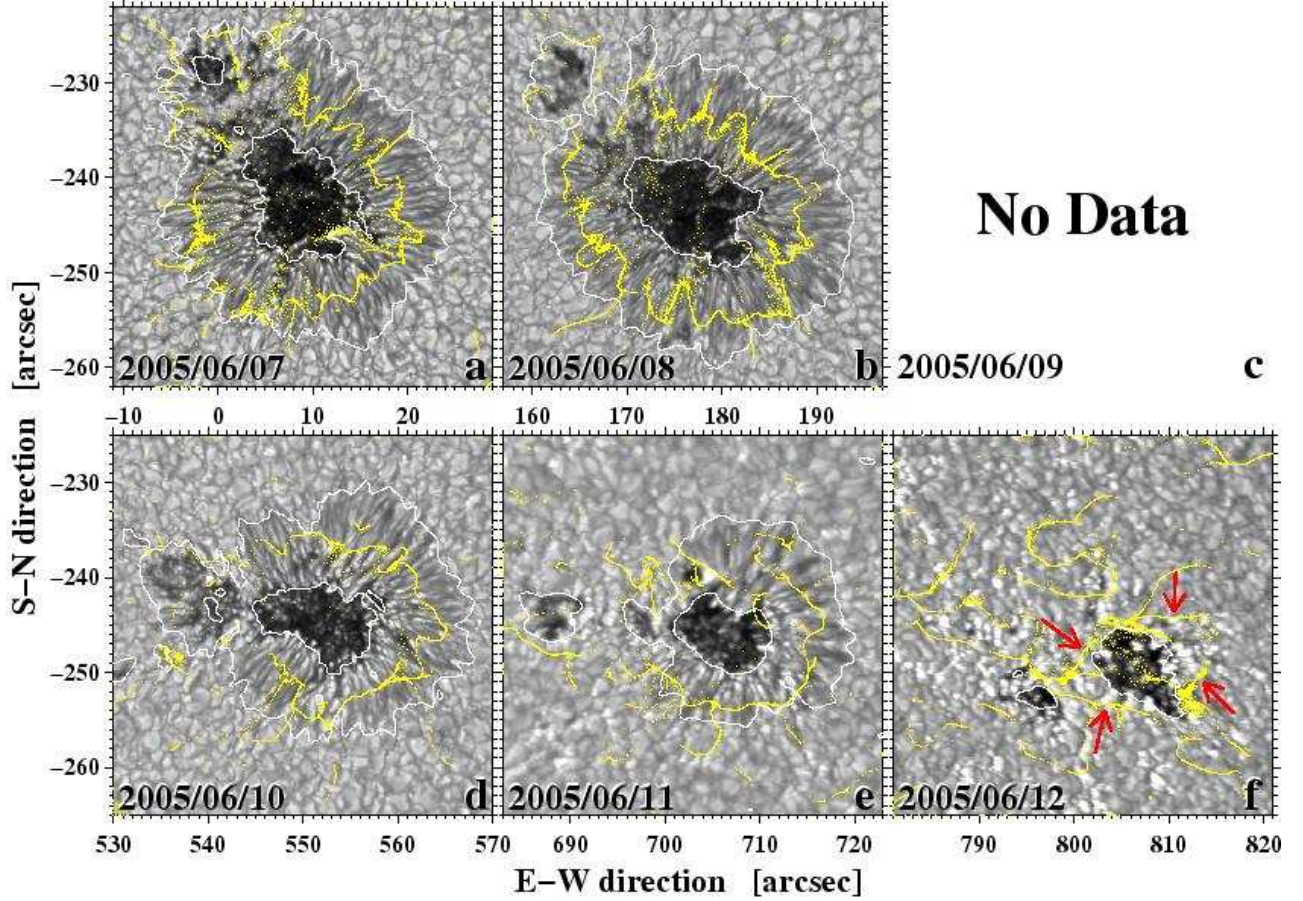 −230
−240
−250
−260
2005/06/07 a
2005/06/08 b
No Data
2005/06/09 c
−10 0 10 20
160 170 180 190
S−N direction [arcsec]
−230
−240
−250
−260
2005/06/10 d
2005/06/11 e
2005/06/12 f
530 540 550 560 570
690 700 710 720
790 800 810 820
E−W direction [arcsec]